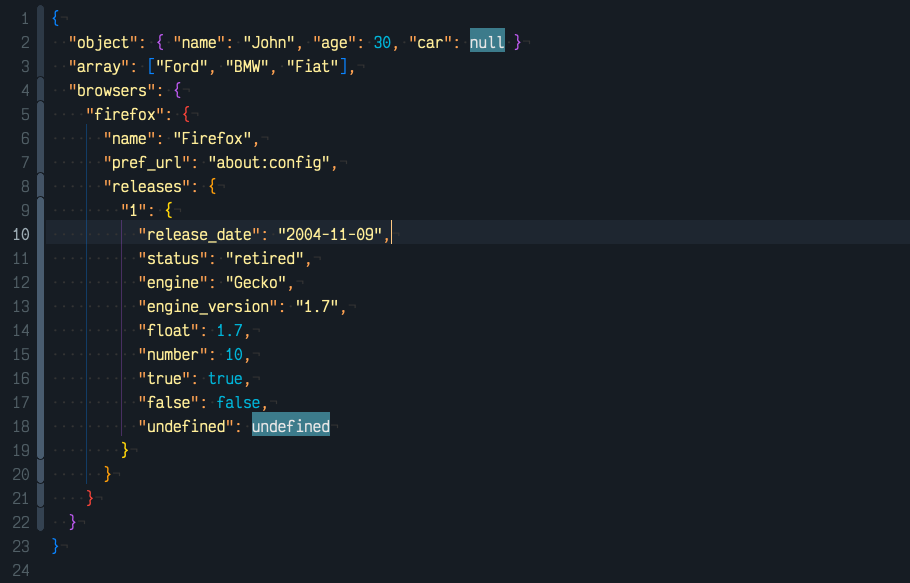 1 {
2   "object": { "name": "John", "age": 30, "car": null }
3   "array": ["Ford", "BMW", "Fiat"],
4   "browsers": {
5     "firefox": {
6       "name": "Firefox",
7       "pref_url": "about:config",
8       "releases": {
9         "1": {
10           "release_date": "2004-11-09",
11           "status": "retired",
12           "engine": "Gecko",
13           "engine_version": "1.7",
14           "float": 1.7,
15           "number": 10,
16           "true": true,
17           "false": false,
18           "undefined": undefined
19         }
20       }
21     }
22   }
23 }
24